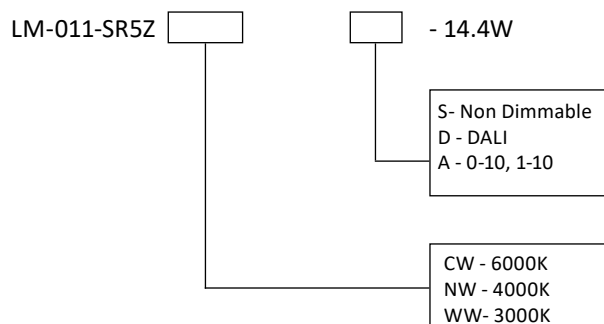 LM-011-SR5Z - 14.4W
S- Non Dimmable
D - DALI
A - 0-10, 1-10
CW - 6000K
NW - 4000K
WW- 3000K